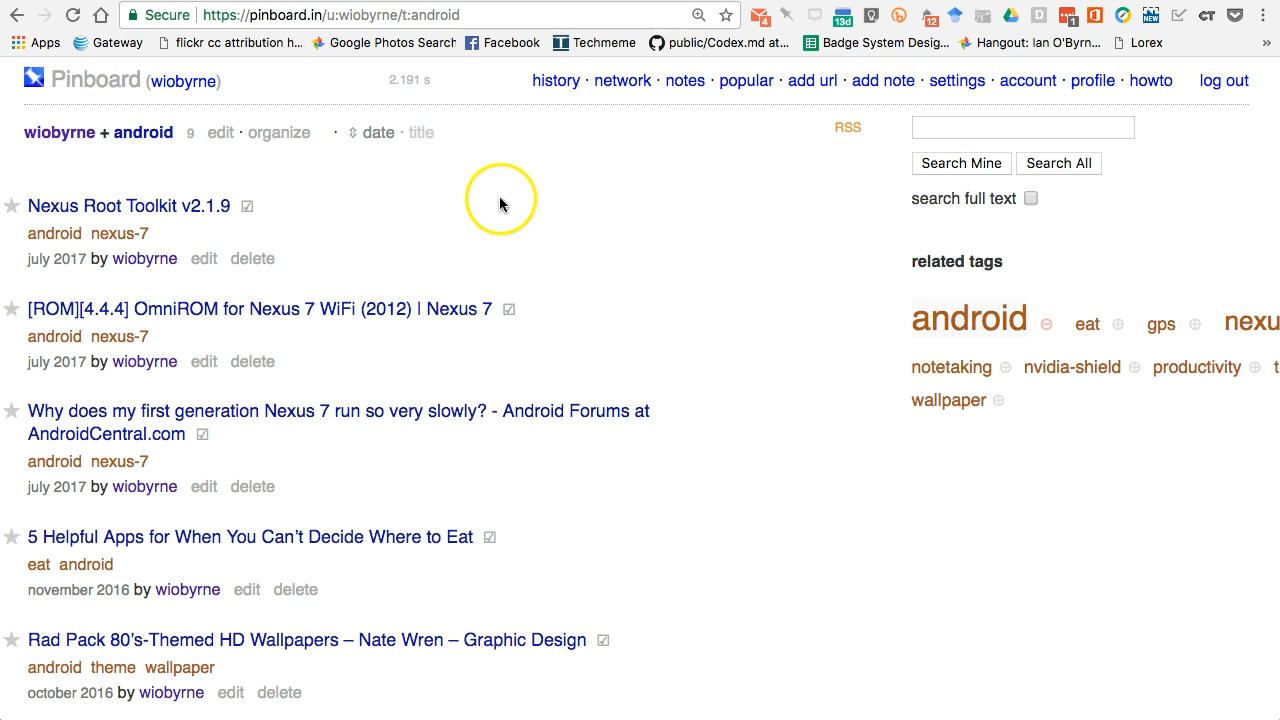 Secure https://pinboard.in/u:wiobyrne/t:android
4 13d 12 1 NEW CT
Apps Gateway flickr cc attribution h... Google Photos Search Facebook Techmeme public/Codex.md at... Badge System Desig... Hangout: Ian O'Byrn... Lorex »
Pinboard (wiobyrne) 2.191 s history · network · notes · popular · add url · add note · settings · account · profile · howto log out
wiobyrne + android 9 edit · organize · ⇕ date · title RSS
Search Mine Search All
search full text
related tags
android eat gps nexu
notetaking nvidia-shield productivity t
wallpaper
Nexus Root Toolkit v2.1.9
android nexus-7
july 2017 by wiobyrne edit delete
[ROM][4.4.4] OmniROM for Nexus 7 WiFi (2012) | Nexus 7
android nexus-7
july 2017 by wiobyrne edit delete
Why does my first generation Nexus 7 run so very slowly? - Android Forums at
AndroidCentral.com
android nexus-7
july 2017 by wiobyrne edit delete
5 Helpful Apps for When You Can't Decide Where to Eat
eat android
november 2016 by wiobyrne edit delete
Rad Pack 80's-Themed HD Wallpapers – Nate Wren – Graphic Design
android theme wallpaper
october 2016 by wiobyrne edit delete